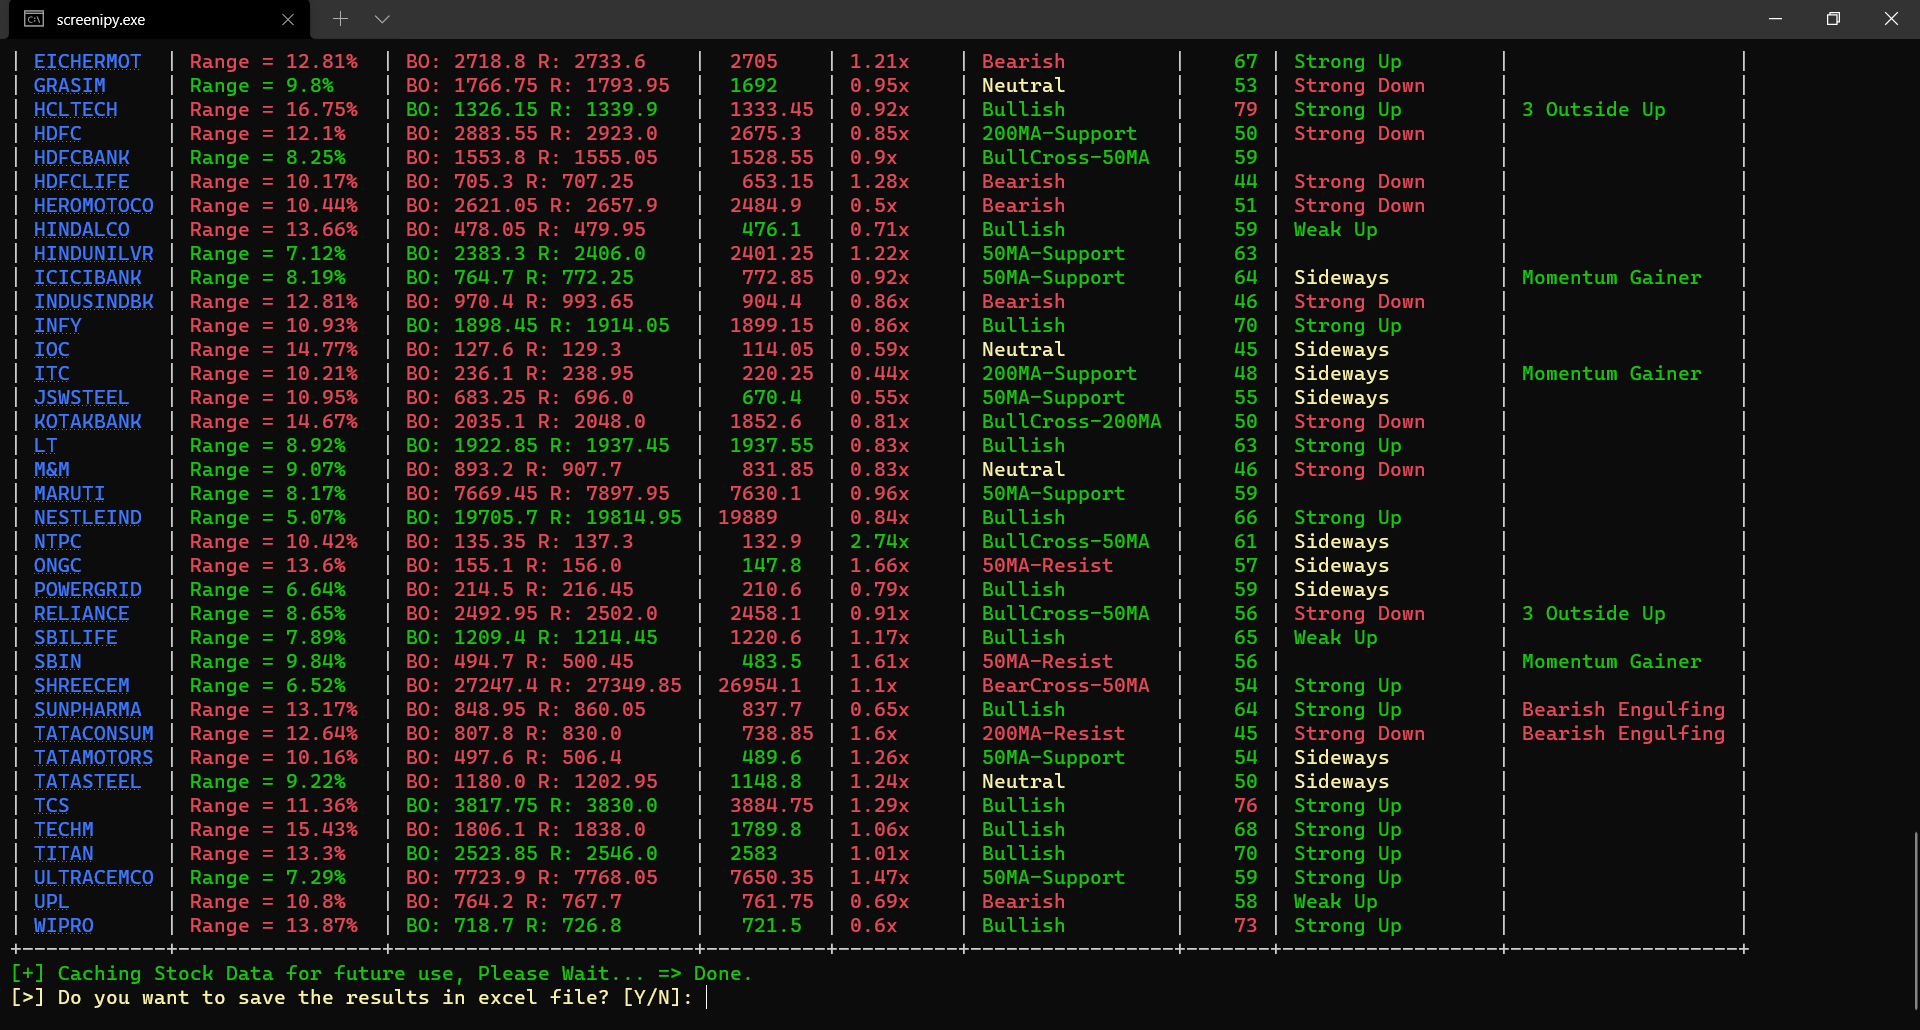 screenipy.exe
| EICHERMOT | Range = 12.81% | BO: 2718.8 R: 2733.6 | 2705 | 1.21x | Bearish | 67 | Strong Up | |
| GRASIM | Range = 9.8% | BO: 1766.75 R: 1793.95 | 1692 | 0.95x | Neutral | 53 | Strong Down | |
| HCLTECH | Range = 16.75% | BO: 1326.15 R: 1339.9 | 1333.45 | 0.92x | Bullish | 79 | Strong Up | 3 Outside Up |
| HDFC | Range = 12.1% | BO: 2883.55 R: 2923.0 | 2675.3 | 0.85x | 200MA-Support | 50 | Strong Down | |
| HDFCBANK | Range = 8.25% | BO: 1553.8 R: 1555.05 | 1528.55 | 0.9x | BullCross-50MA | 59 | | |
| HDFCLIFE | Range = 10.17% | BO: 705.3 R: 707.25 | 653.15 | 1.28x | Bearish | 44 | Strong Down | |
| HEROMOTOCO | Range = 10.44% | BO: 2621.05 R: 2657.9 | 2484.9 | 0.5x | Bearish | 51 | Strong Down | |
| HINDALCO | Range = 13.66% | BO: 478.05 R: 479.95 | 476.1 | 0.71x | Bullish | 59 | Weak Up | |
| HINDUNILVR | Range = 7.12% | BO: 2383.3 R: 2406.0 | 2401.25 | 1.22x | 50MA-Support | 63 | | |
| ICICIBANK | Range = 8.19% | BO: 764.7 R: 772.25 | 772.85 | 0.92x | 50MA-Support | 64 | Sideways | Momentum Gainer |
| INDUSINDBK | Range = 12.81% | BO: 970.4 R: 993.65 | 904.4 | 0.86x | Bearish | 46 | Strong Down | |
| INFY | Range = 10.93% | BO: 1898.45 R: 1914.05 | 1899.15 | 0.86x | Bullish | 70 | Strong Up | |
| IOC | Range = 14.77% | BO: 127.6 R: 129.3 | 114.05 | 0.59x | Neutral | 45 | Sideways | |
| ITC | Range = 10.21% | BO: 236.1 R: 238.95 | 220.25 | 0.44x | 200MA-Support | 48 | Sideways | Momentum Gainer |
| JSWSTEEL | Range = 10.95% | BO: 683.25 R: 696.0 | 670.4 | 0.55x | 50MA-Support | 55 | Sideways | |
| KOTAKBANK | Range = 14.67% | BO: 2035.1 R: 2048.0 | 1852.6 | 0.81x | BullCross-200MA | 50 | Strong Down | |
| LT | Range = 8.92% | BO: 1922.85 R: 1937.45 | 1937.55 | 0.83x | Bullish | 63 | Strong Up | |
| M&M | Range = 9.07% | BO: 893.2 R: 907.7 | 831.85 | 0.83x | Neutral | 46 | Strong Down | |
| MARUTI | Range = 8.17% | BO: 7669.45 R: 7897.95 | 7630.1 | 0.96x | 50MA-Support | 59 | | |
| NESTLEIND | Range = 5.07% | BO: 19705.7 R: 19814.95 | 19889 | 0.84x | Bullish | 66 | Strong Up | |
| NTPC | Range = 10.42% | BO: 135.35 R: 137.3 | 132.9 | 2.74x | BullCross-50MA | 61 | Sideways | |
| ONGC | Range = 13.6% | BO: 155.1 R: 156.0 | 147.8 | 1.66x | 50MA-Resist | 57 | Sideways | |
| POWERGRID | Range = 6.64% | BO: 214.5 R: 216.45 | 210.6 | 0.79x | Bullish | 59 | Sideways | |
| RELIANCE | Range = 8.65% | BO: 2492.95 R: 2502.0 | 2458.1 | 0.91x | BullCross-50MA | 56 | Strong Down | 3 Outside Up |
| SBILIFE | Range = 7.89% | BO: 1209.4 R: 1214.45 | 1220.6 | 1.17x | Bullish | 65 | Weak Up | |
| SBIN | Range = 9.84% | BO: 494.7 R: 500.45 | 483.5 | 1.61x | 50MA-Resist | 56 | | Momentum Gainer |
| SHREECEM | Range = 6.52% | BO: 27247.4 R: 27349.85 | 26954.1 | 1.1x | BearCross-50MA | 54 | Strong Up | |
| SUNPHARMA | Range = 13.17% | BO: 848.95 R: 860.05 | 837.7 | 0.65x | Bullish | 64 | Strong Up | Bearish Engulfing |
| TATACONSUM | Range = 12.64% | BO: 807.8 R: 830.0 | 738.85 | 1.6x | 200MA-Resist | 45 | Strong Down | Bearish Engulfing |
| TATAMOTORS | Range = 10.16% | BO: 497.6 R: 506.4 | 489.6 | 1.26x | 50MA-Support | 54 | Sideways | |
| TATASTEEL | Range = 9.22% | BO: 1180.0 R: 1202.95 | 1148.8 | 1.24x | Neutral | 50 | Sideways | |
| TCS | Range = 11.36% | BO: 3817.75 R: 3830.0 | 3884.75 | 1.29x | Bullish | 76 | Strong Up | |
| TECHM | Range = 15.43% | BO: 1806.1 R: 1838.0 | 1789.8 | 1.06x | Bullish | 68 | Strong Up | |
| TITAN | Range = 13.3% | BO: 2523.85 R: 2546.0 | 2583 | 1.01x | Bullish | 70 | Strong Up | |
| ULTRACEMCO | Range = 7.29% | BO: 7723.9 R: 7768.05 | 7650.35 | 1.47x | 50MA-Support | 59 | Strong Up | |
| UPL | Range = 10.8% | BO: 764.2 R: 767.7 | 761.75 | 0.69x | Bearish | 58 | Weak Up | |
| WIPRO | Range = 13.87% | BO: 718.7 R: 726.8 | 721.5 | 0.6x | Bullish | 73 | Strong Up | |
[+] Caching Stock Data for future use, Please Wait... => Done.
[>] Do you want to save the results in excel file? [Y/N]: